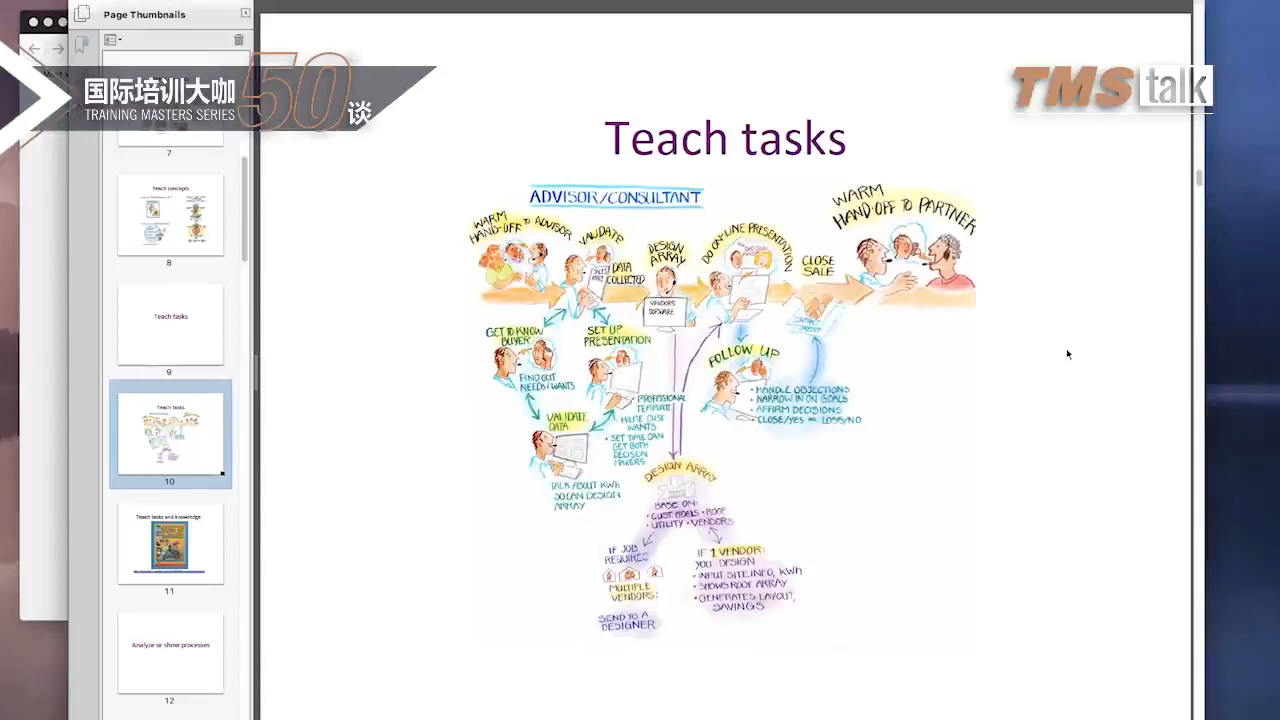 Page Thumbnails
国际培训大咖
50
谈
TRAINING MASTERS SERIES
TMS talk
7
Teach concepts
8
Teach tasks
9
Teach tasks
10
Teach tasks and knowledge
11
Analyze or show processes
12
Teach tasks
ADVISOR/CONSULTANT
WARM
HAND-OFF TO ADVISOR
VALIDATE
DATA
COLLECTED
DESIGN
ARRAY
VENDORS
SOFTWARE
DO ON-LINE PRESENTATION
CLOSE
SALE
WARM
HAND-OFF TO PARTNER
GET TO KNOW
BUYER
FIND OUT
NEEDS/WANTS
SET UP
PRESENTATION
PROFESSIONAL
TEMPLATE
WANTS
• SET TIME CAN
GET BOTH
DECISION
MAKERS
VALIDATE
DATA
TALK ABOUT KWh
SO CAN DESIGN
ARRAY
FOLLOW UP
• HANDLE OBJECTIONS
• NARROW IN ON GOALS
• AFFIRM DECISIONS
• CLOSE/YES OR LOSS/NO
DESIGN ARRAY
BASE ON:
• CUST. GOALS • ROOF
• UTILITY • VENDORS
IF JOB
REQUIRES
MULTIPLE
VENDORS:
SEND TO A
DESIGNER
IF 1 VENDOR:
YOU DESIGN
• INPUT SITE INFO, KWh
• SHOWS ROOF ARRAY
• GENERATES LAYOUT,
SAVINGS